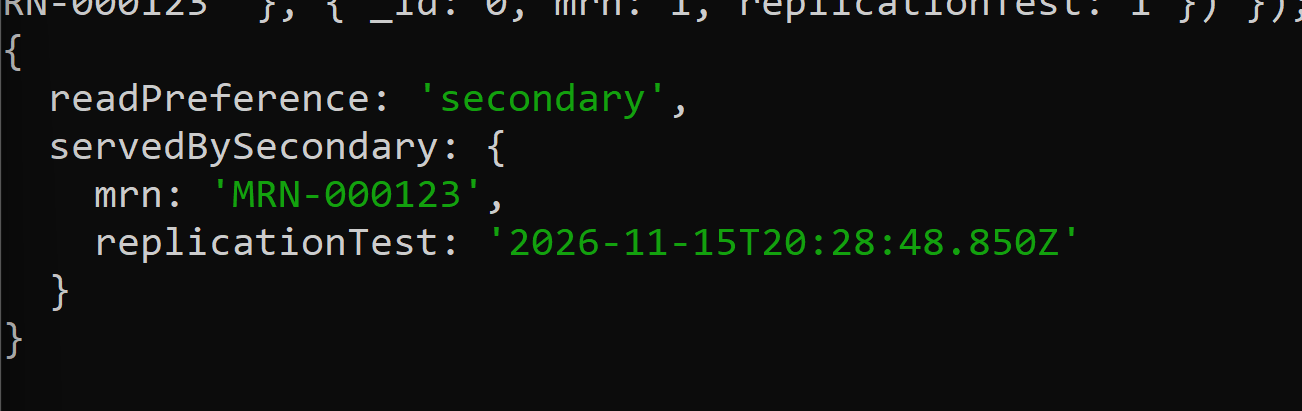 RN-000123" }, { _id: 0, mrn: 1, replicationTest: 1 }) });
{
  readPreference: 'secondary',
  servedBySecondary: {
    mrn: 'MRN-000123',
    replicationTest: '2026-11-15T20:28:48.850Z'
  }
}